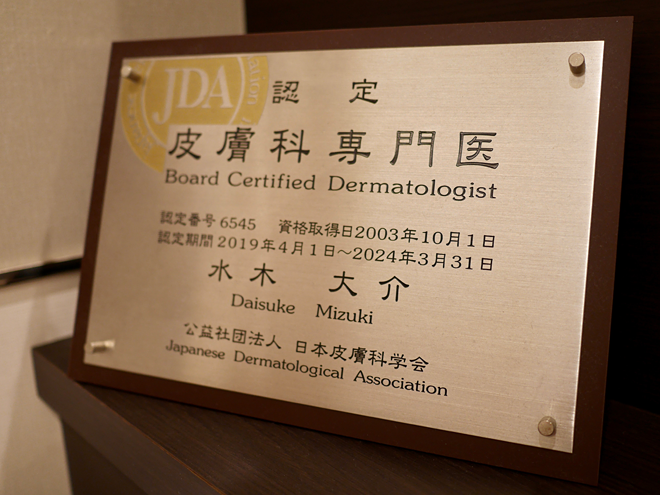 JDA
認定
皮膚科専門医
Board Certified Dermatologist
認定番号6545 資格取得日2003年10月1日
認定期間2019年4月1日～2024年3月31日
水木 大介
Daisuke Mizuki
公益社団法人 日本皮膚科学会
Japanese Dermatological Association